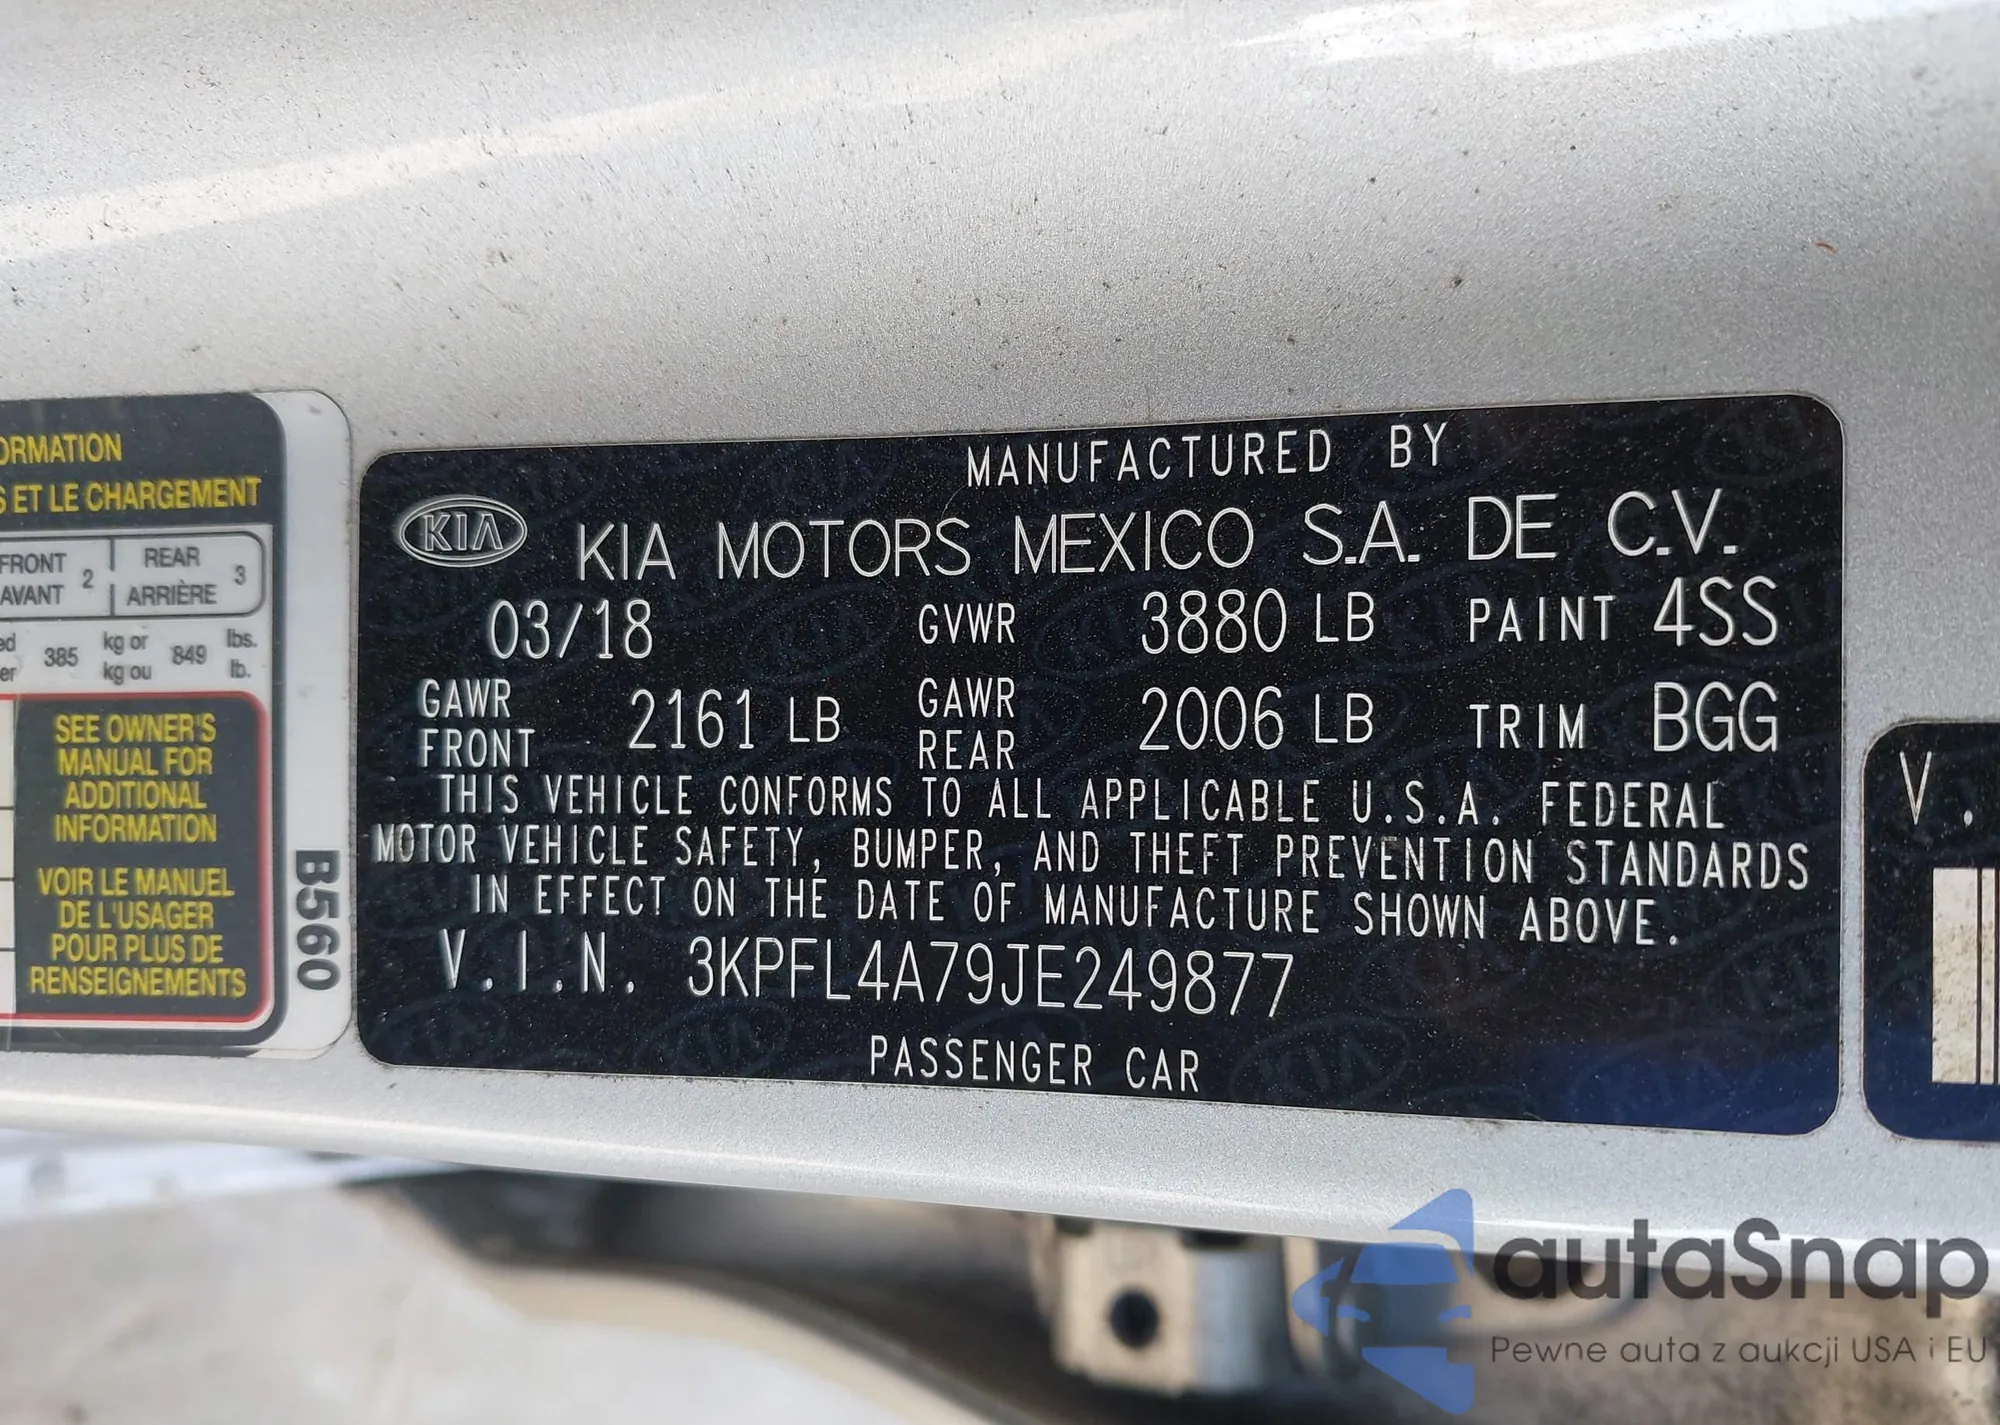 ORMATION
S ET LE CHARGEMENT
FRONT
AVANT 2
REAR
ARRIÈRE 3
385 kg or
kg ou 849 lbs.
lb.
SEE OWNER'S
MANUAL FOR
ADDITIONAL
INFORMATION
VOIR LE MANUEL
DE L'USAGER
POUR PLUS DE
RENSEIGNEMENTS
B560
MANUFACTURED BY
KIA KIA MOTORS MEXICO S.A. DE C.V.
03/18 GVWR 3880 LB PAINT 4SS
GAWR
FRONT 2161 LB GAWR
REAR 2006 LB TRIM BGG
THIS VEHICLE CONFORMS TO ALL APPLICABLE U.S.A. FEDERAL
MOTOR VEHICLE SAFETY, BUMPER, AND THEFT PREVENTION STANDARDS
IN EFFECT ON THE DATE OF MANUFACTURE SHOWN ABOVE.
V.I.N. 3KPFL4A79JE249877
PASSENGER CAR
V.
autaSnap
Pewne auta z aukcji USA i EU